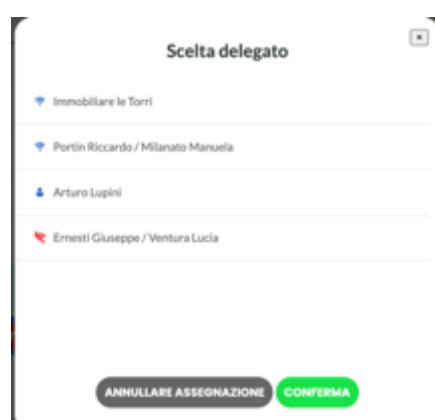 Scelta delegato
Immobiliare le Torri
Portin Riccardo / Milanato Manuela
Arturo Lupini
Ernesti Giuseppe / Ventura Lucia
ANNULLARE ASSEGNAZIONE CONFERMA